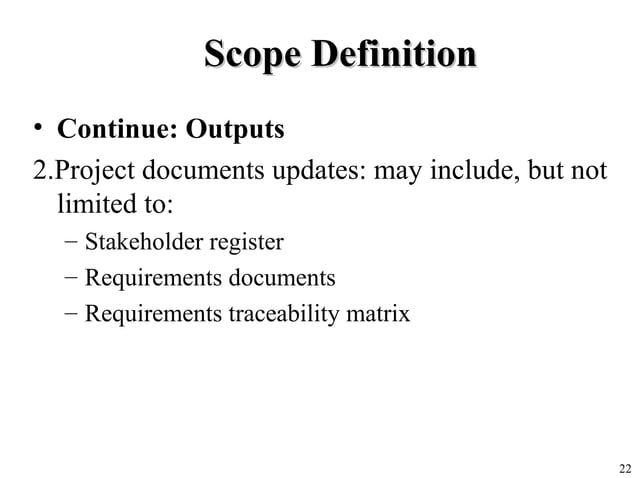 Scope Definition
• Continue: Outputs
2.Project documents updates: may include, but not
limited to:
– Stakeholder register
– Requirements documents
– Requirements traceability matrix
22